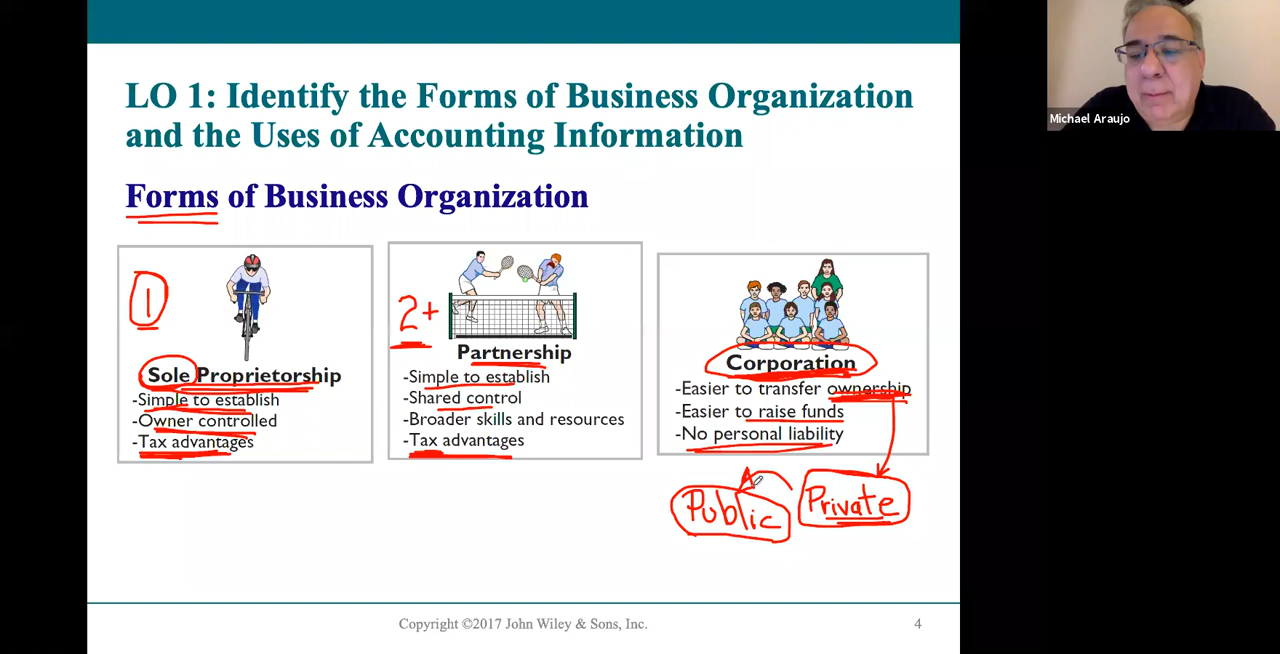 LO 1: Identify the Forms of Business Organization
and the Uses of Accounting Information
Forms of Business Organization
1
Sole Proprietorship
-Simple to establish
-Owner controlled
-Tax advantages
2+
Partnership
-Simple to establish
-Shared control
-Broader skills and resources
-Tax advantages
Corporation
-Easier to transfer ownership
-Easier to raise funds
-No personal liability
Public
Private
Copyright ©2017 John Wiley & Sons, Inc.
4
Michael Araujo